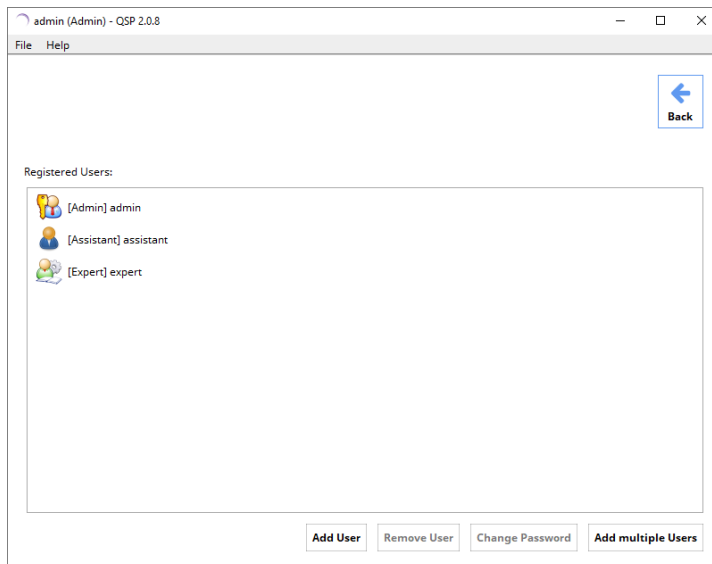 admin (Admin) - QSP 2.0.8
File Help
Back
Registered Users:
[Admin] admin
[Assistant] assistant
[Expert] expert
Add User Remove User Change Password Add multiple Users